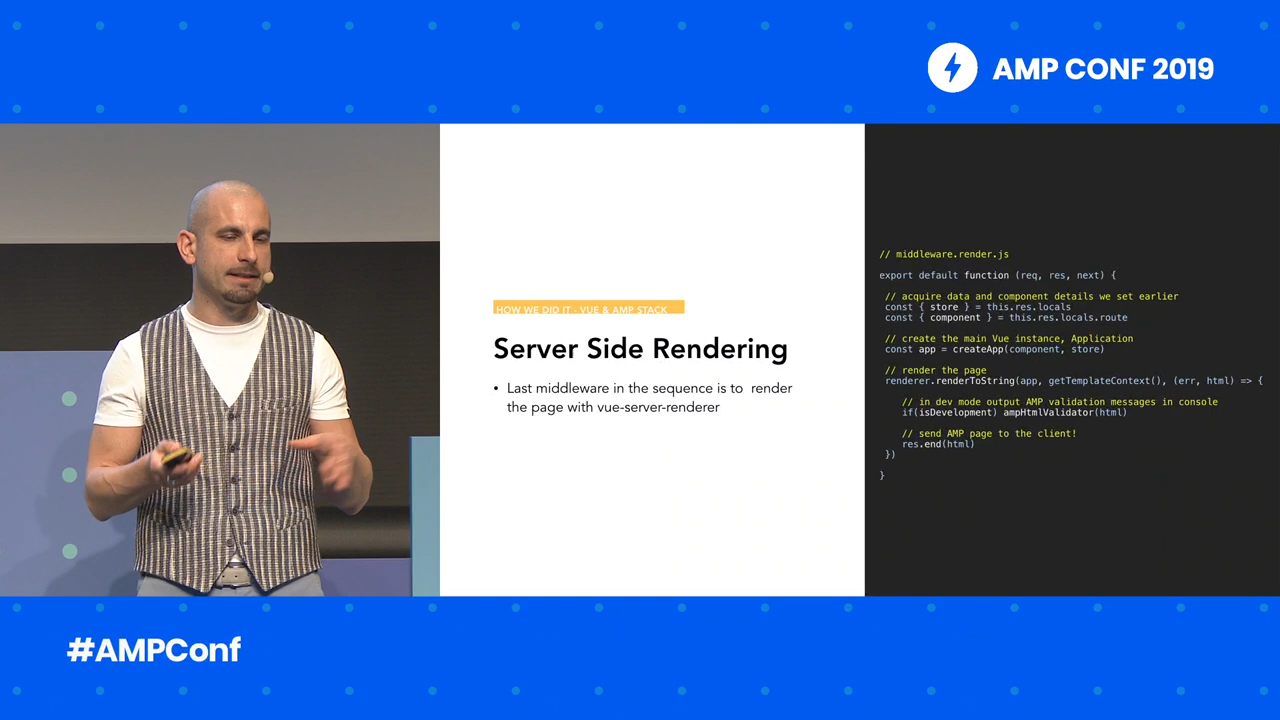 AMP CONF 2019
HOW WE DID IT - VUE & AMP STACK
Server Side Rendering
• Last middleware in the sequence is to  render
the page with vue-server-renderer
// middleware.render.js
export default function (req, res, next) {
// acquire data and component details we set earlier
const { store } = this.res.locals
const { component } = this.res.locals.route
// create the main Vue instance, Application
const app = createApp(component, store)
// render the page
renderer.renderToString(app, getTemplateContext(), (err, html) => {
// in dev mode output AMP validation messages in console
if(isDevelopment) ampHtmlValidator(html)
// send AMP page to the client!
res.end(html)
})
}
#AMPConf